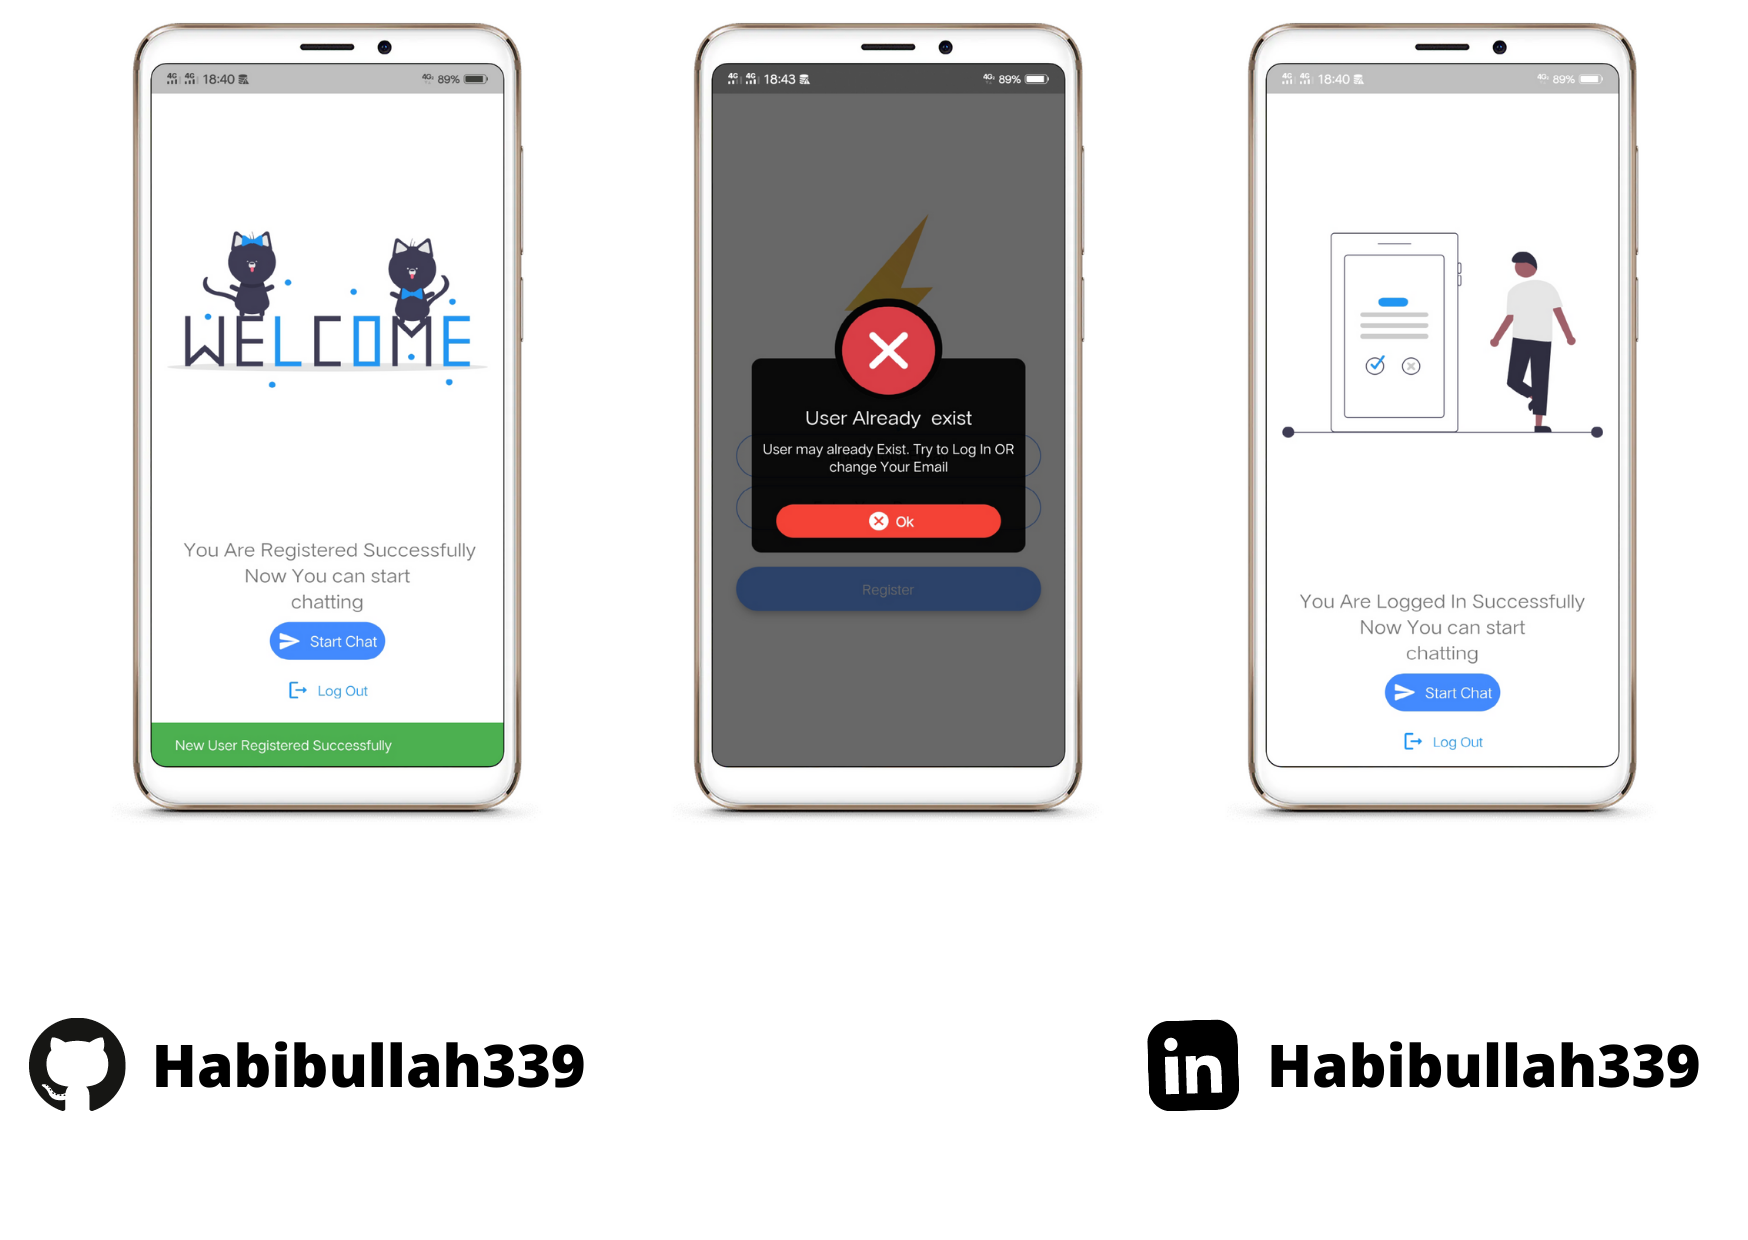 4G 4G 18:40 4G 89%
WELCOME
You Are Registered Successfully
Now You can start
chatting
Start Chat
Log Out
New User Registered Successfully
4G 4G 18:43 4G 89%
User Already exist
User may already Exist. Try to Log In OR
change Your Email
Ok
Register
4G 4G 18:40 4G 89%
You Are Logged In Successfully
Now You can start
chatting
Start Chat
Log Out
Habibullah339
in Habibullah339